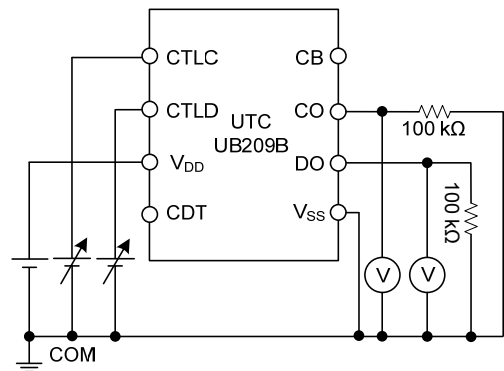 CTLC
CB
CTLD
CO
UTC
UB209B
100 kΩ
VDD
DO
CDT
VSS
100 kΩ
V
V
COM